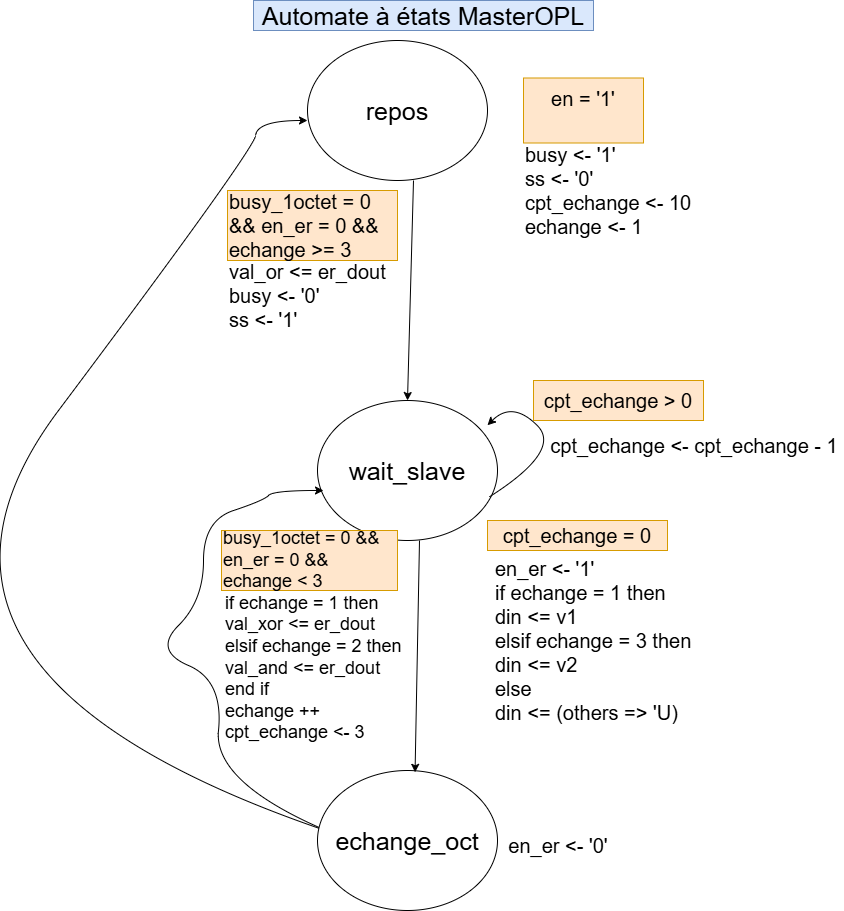 Automate à états MasterOPL
repos
en = '1'
busy <- '1'
ss <- '0'
cpt_echange <- 10
echange <- 1
busy_1octet = 0
&& en_er = 0 &&
echange >= 3
val_or <= er_dout
busy <- '0'
ss <- '1'
cpt_echange > 0
cpt_echange <- cpt_echange - 1
wait_slave
busy_1octet = 0 &&
en_er = 0 &&
echange < 3
if echange = 1 then
val_xor <= er_dout
elsif echange = 2 then
val_and <= er_dout
end if
echange ++
cpt_echange <- 3
cpt_echange = 0
en_er <- '1'
if echange = 1 then
din <= v1
elsif echange = 3 then
din <= v2
else
din <= (others => 'U)
echange_oct
en_er <- '0'